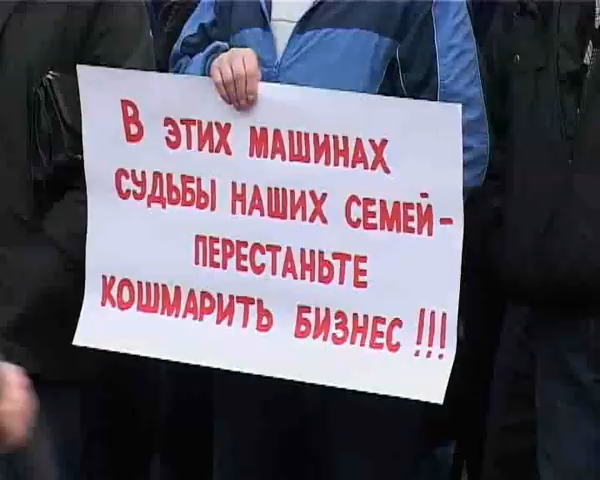 В ЭТИХ МАШИНАХ
СУДЬБЫ НАШИХ СЕМЕЙ-
ПЕРЕСТАНЬТЕ
КОШМАРИТЬ БИЗНЕС !!!